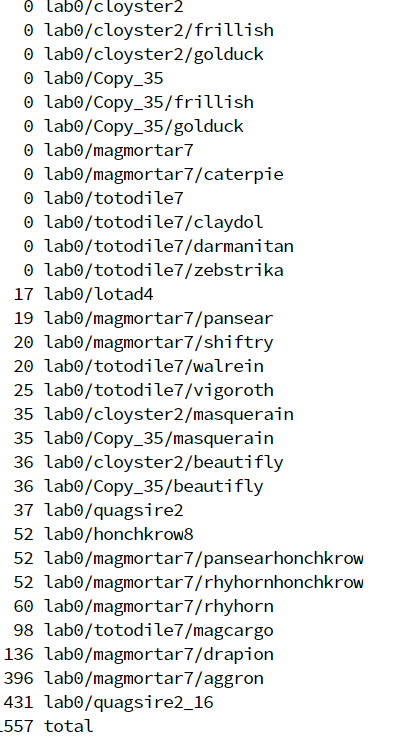 0 lab0/cloyster2
0 lab0/cloyster2/frillish
0 lab0/cloyster2/golduck
0 lab0/Copy_35
0 lab0/Copy_35/frillish
0 lab0/Copy_35/golduck
0 lab0/magmortar7
0 lab0/magmortar7/caterpie
0 lab0/totodile7
0 lab0/totodile7/claydol
0 lab0/totodile7/darmanitan
0 lab0/totodile7/zebstrika
17 lab0/lotad4
19 lab0/magmortar7/pansear
20 lab0/magmortar7/shiftry
20 lab0/totodile7/walrein
25 lab0/totodile7/vigoroth
35 lab0/cloyster2/masquerain
35 lab0/Copy_35/masquerain
36 lab0/cloyster2/beautifly
36 lab0/Copy_35/beautifly
37 lab0/quagsire2
52 lab0/honchkrow8
52 lab0/magmortar7/pansearhonchkrow
52 lab0/magmortar7/rhyhornhonchkrow
60 lab0/magmortar7/rhyhorn
98 lab0/totodile7/magcargo
136 lab0/magmortar7/drapion
396 lab0/magmortar7/aggron
431 lab0/quagsire2_16
1557 total